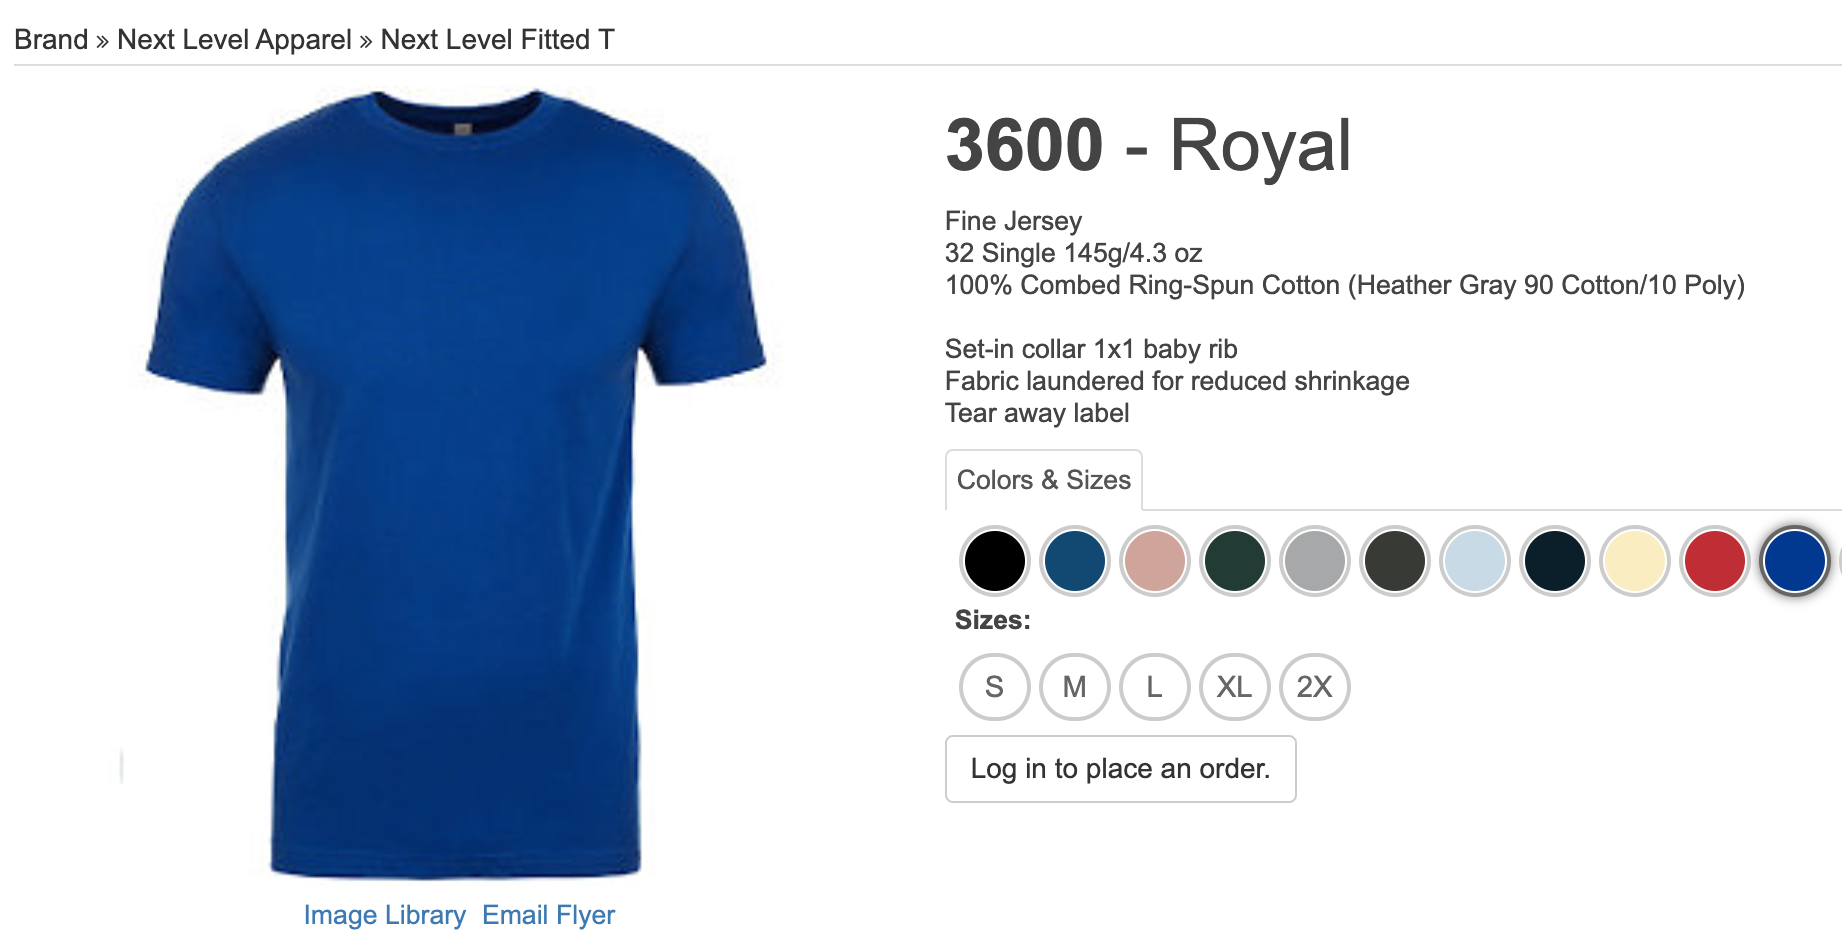 Brand » Next Level Apparel » Next Level Fitted T
3600 - Royal
Fine Jersey
32 Single 145g/4.3 oz
100% Combed Ring-Spun Cotton (Heather Gray 90 Cotton/10 Poly)
Set-in collar 1x1 baby rib
Fabric laundered for reduced shrinkage
Tear away label
Colors & Sizes
Sizes:
S M L XL 2X
Log in to place an order.
Image Library Email Flyer